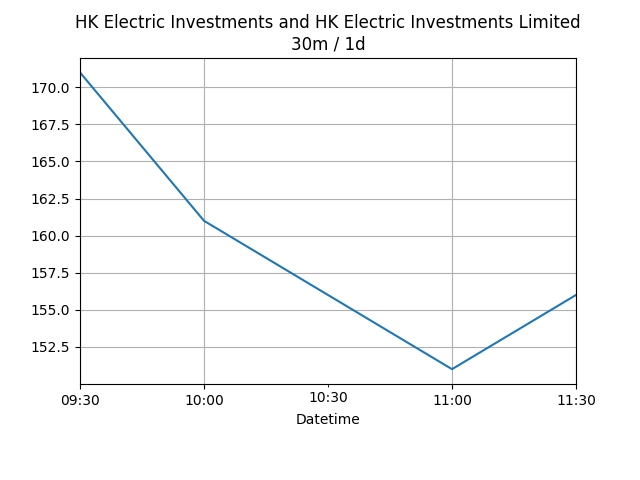 HK Electric Investments and HK Electric Investments Limited
30m / 1d
170.0
167.5
165.0
162.5
160.0
157.5
155.0
152.5
09:30 10:00 10:30 11:00 11:30
Datetime